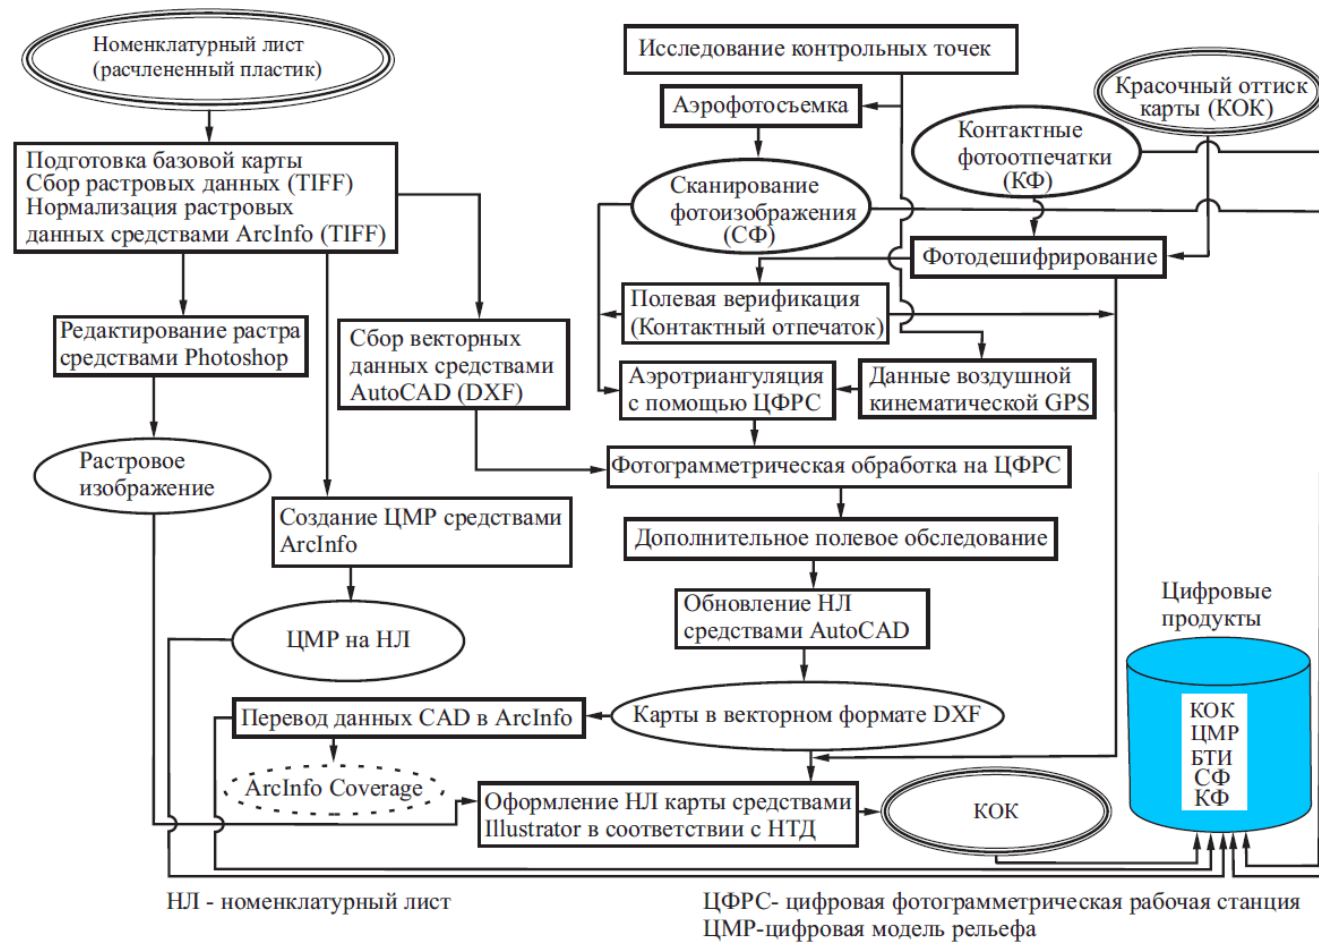 Номенклатурный лист
(расчлененный пластик)
Исследование контрольных точек
Красочный оттиск
карты (КОК)
Аэрофотосъемка
Контактные
фотоотпечатки
(КФ)
Подготовка базовой карты
Сбор растровых данных (TIFF)
Нормализация растровых
данных средствами ArcInfo (TIFF)
Сканирование
фотоизображения
(СФ)
Фотодешифрирование
Полевая верификация
(Контактный отпечаток)
Редактирование растра
средствами Photoshop
Сбор векторных
данных средствами
AutoCAD (DXF)
Аэротриангуляция
с помощью ЦФРС
Данные воздушной
кинематической GPS
Растровое
изображение
Фотограмметрическая обработка на ЦФРС
Создание ЦМР средствами
ArcInfo
Дополнительное полевое обследование
Обновление НЛ
средствами AutoCAD
Цифровые
продукты
ЦМР на НЛ
Перевод данных CAD в ArcInfo
Карты в векторном формате DXF
КОК
ЦМР
БТИ
СФ
КФ
ArcInfo Coverage
Оформление НЛ карты средствами
Illustrator в соответствии с НТД
КОК
НЛ - номенклатурный лист
ЦФРС- цифровая фотограмметрическая рабочая станция
ЦМР-цифровая модель рельефа